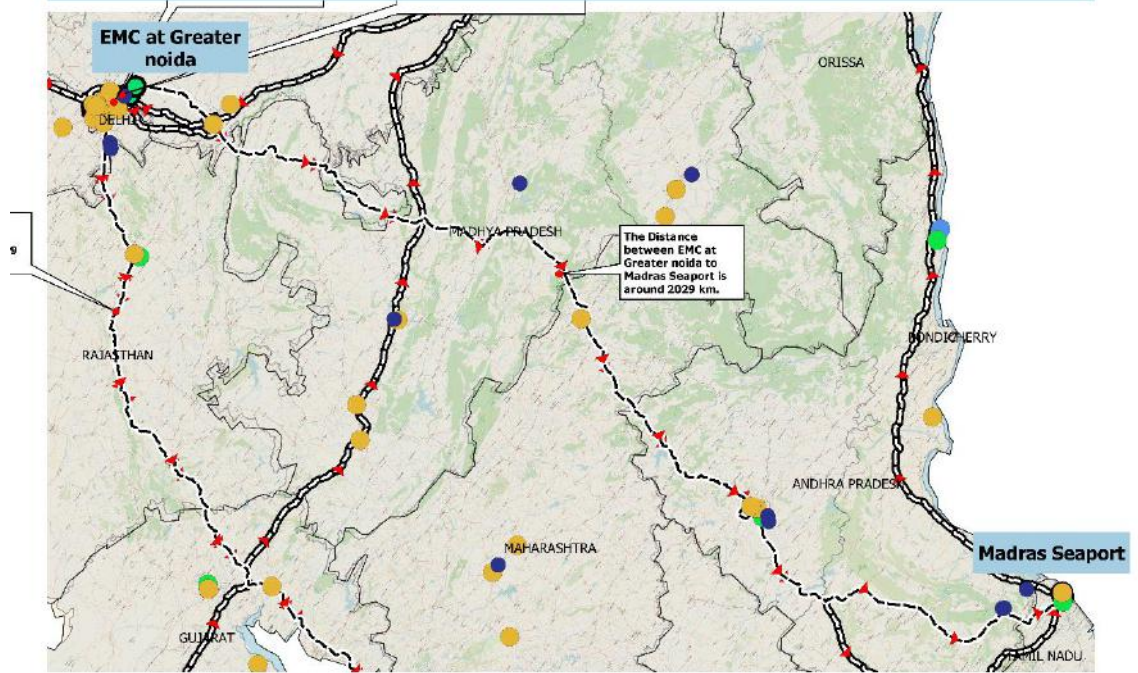 EMC at Greater
noida
ORISSA
DELHI
MADHYA PRADESH
The Distance
between EMC at
Greater noida to
Madras Seaport is
around 2029 km.
g
RAJASTHAN
PONDICHERRY
ANDHRA PRADESH
MAHARASHTRA
Madras Seaport
GUJARAT
TAMIL NADU